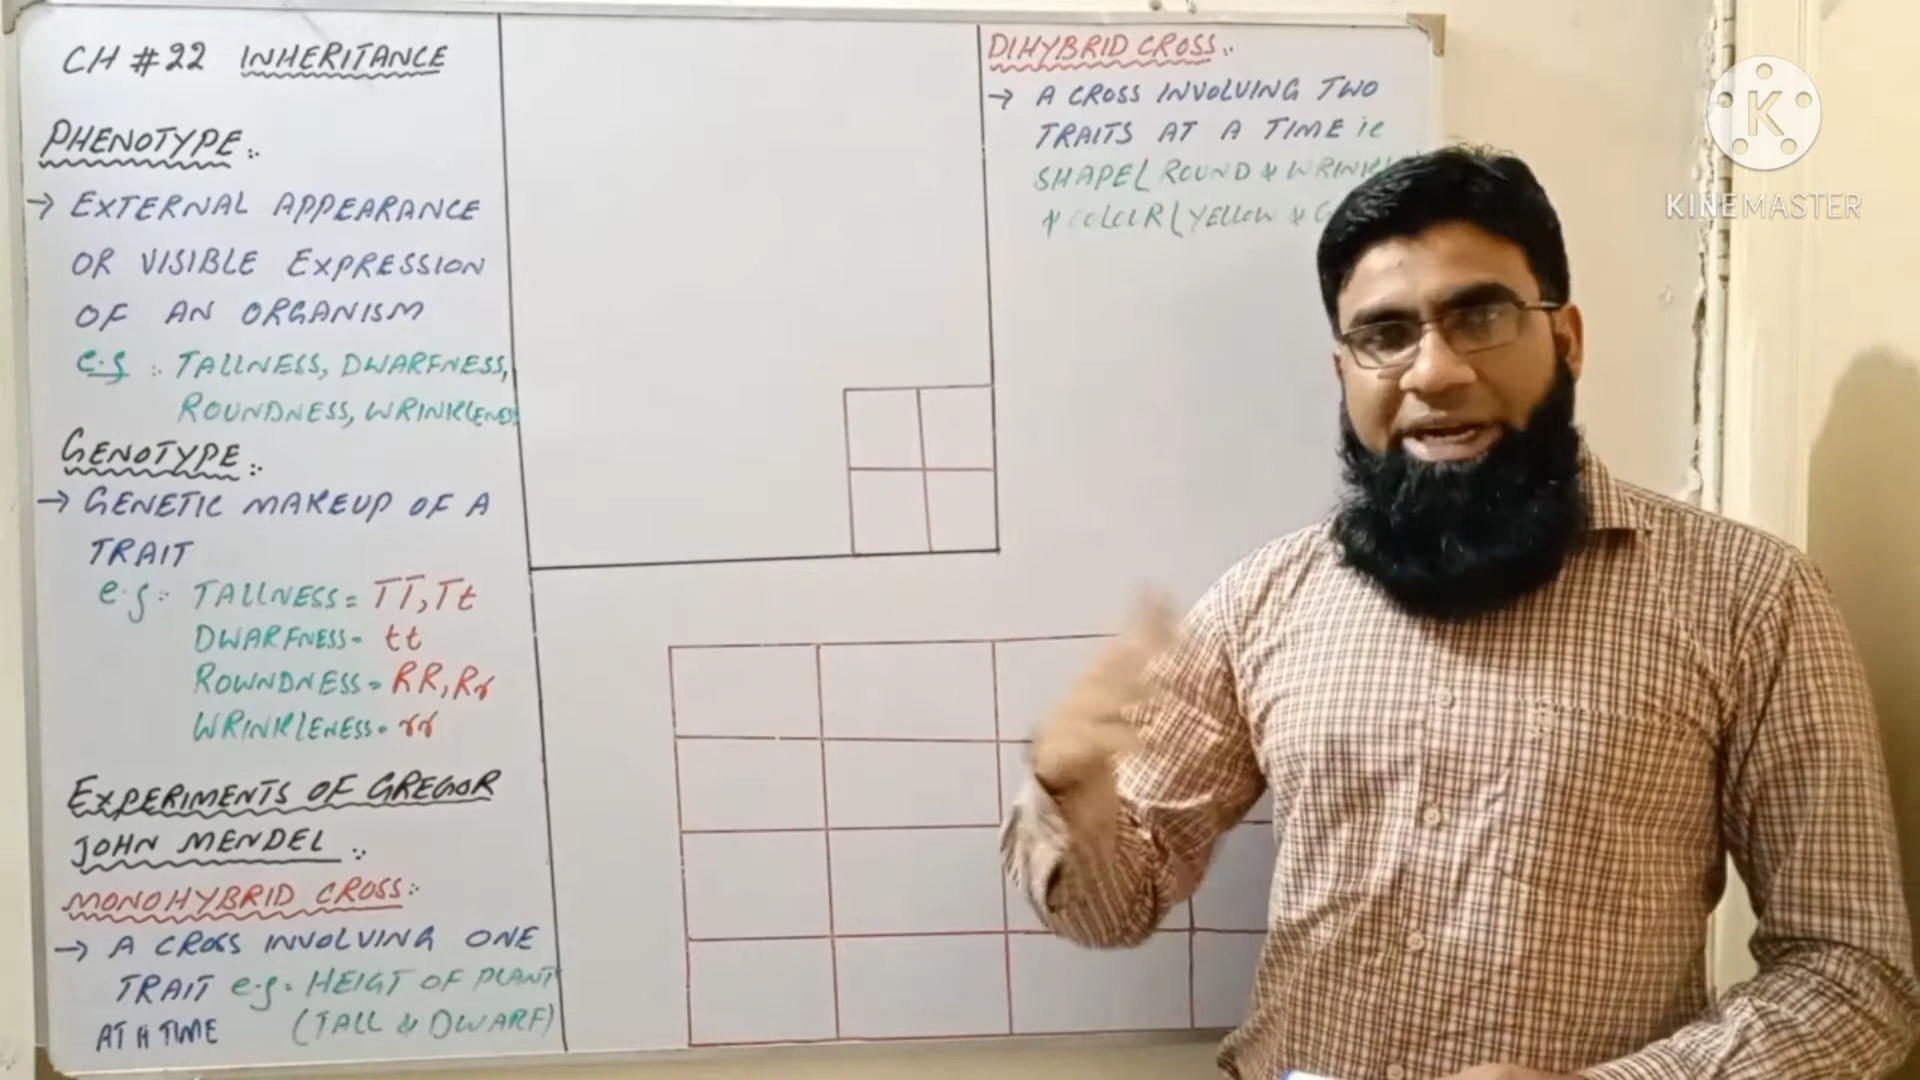 CH # 22 INHERITANCE
PHENOTYPE :.
→ EXTERNAL APPEARANCE
OR VISIBLE EXPRESSION
OF AN ORGANISM
e.g :. TALLNESS, DWARFNESS,
ROUNDNESS, WRINKLENESS
GENOTYPE :.
→ GENETIC MAKEUP OF A
TRAIT
e.g :. TALLNESS = TT, Tt
DWARFNESS = tt
ROWNDNESS = RR, Rr
WRINKLENESS = rr
EXPERIMENTS OF GREGOR
JOHN MENDEL :.
MONOHYBRID CROSS :.
→ A CROSS INVOLVING ONE
TRAIT e.g. HEIGT OF PLANT
AT A TIME (TALL & DWARF)
DIHYBRID CROSS :.
→ A CROSS INVOLVING TWO
TRAITS AT A TIME ie
SHAPE( ROUND &
& COLOUR ( YELLOW &
K
KINEMASTER